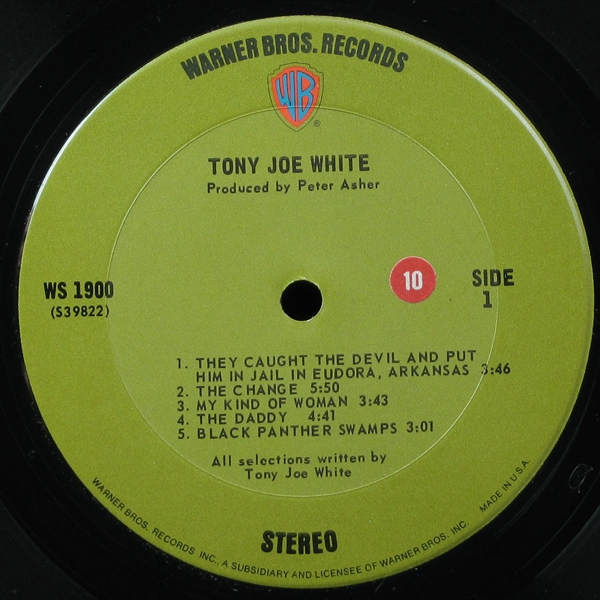 WARNER BROS. RECORDS
WB
®
TONY JOE WHITE
Produced by Peter Asher
WS 1900
(S39822)
10
SIDE
1
1. THEY CAUGHT THE DEVIL AND PUT
HIM IN JAIL IN EUDORA, ARKANSAS 3:46
2. THE CHANGE 5:50
3. MY KIND OF WOMAN 3:43
4. THE DADDY 4:41
5. BLACK PANTHER SWAMPS 3:01
All selections written by
Tony Joe White
STEREO
WARNER BROS. RECORDS INC., A SUBSIDIARY AND LICENSEE OF WARNER BROS. INC. MADE IN U.S.A.